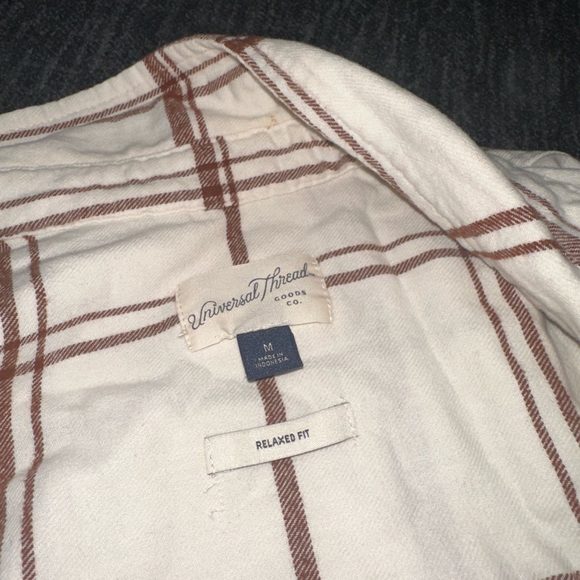 Universal Thread
GOODS
CO.
M
MADE IN
INDONESIA
RELAXED FIT